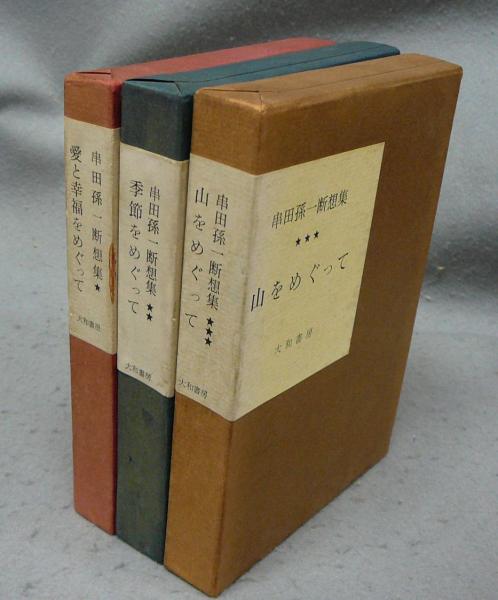 串田孫一断想集★
愛と幸福をめぐって
大和書房
串田孫一断想集★★
季節をめぐって
大和書房
串田孫一断想集★★★
山をめぐって
大和書房
串田孫一断想集
★★★
山をめぐって
大和書房